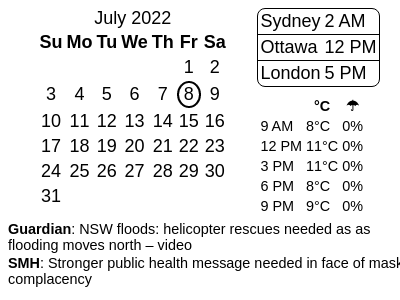 July 2022
Su Mo Tu We Th Fr Sa
1 2
3 4 5 6 7 8 9
10 11 12 13 14 15 16
17 18 19 20 21 22 23
24 25 26 27 28 29 30
31
Sydney 2 AM
Ottawa 12 PM
London 5 PM
°C ☂
9 AM 8°C 0%
12 PM 11°C 0%
3 PM 11°C 0%
6 PM 8°C 0%
9 PM 9°C 0%
Guardian: NSW floods: helicopter rescues needed as as
flooding moves north – video
SMH: Stronger public health message needed in face of mask
complacency